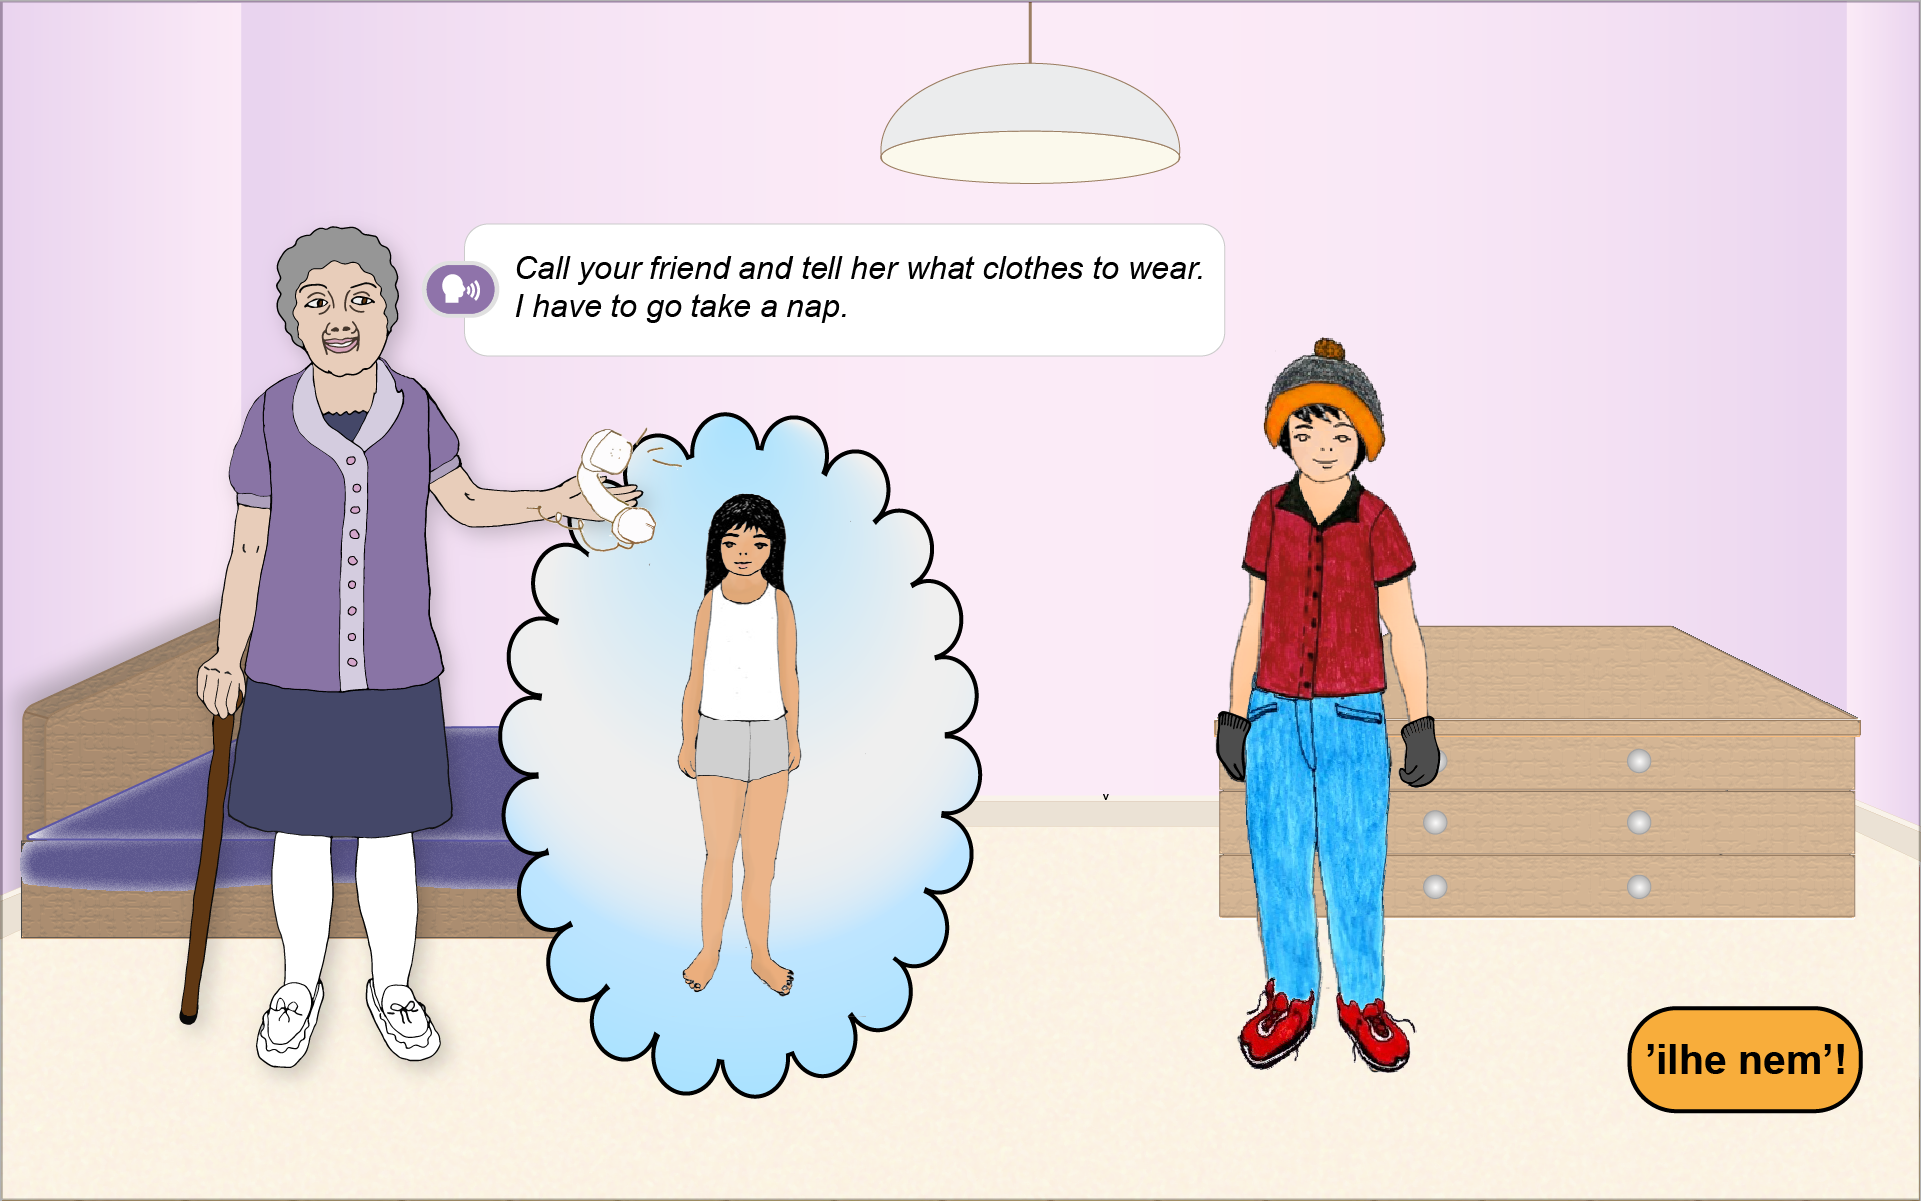 Call your friend and tell her what clothes to wear.
I have to go take a nap.
v
’ilhe nem’!